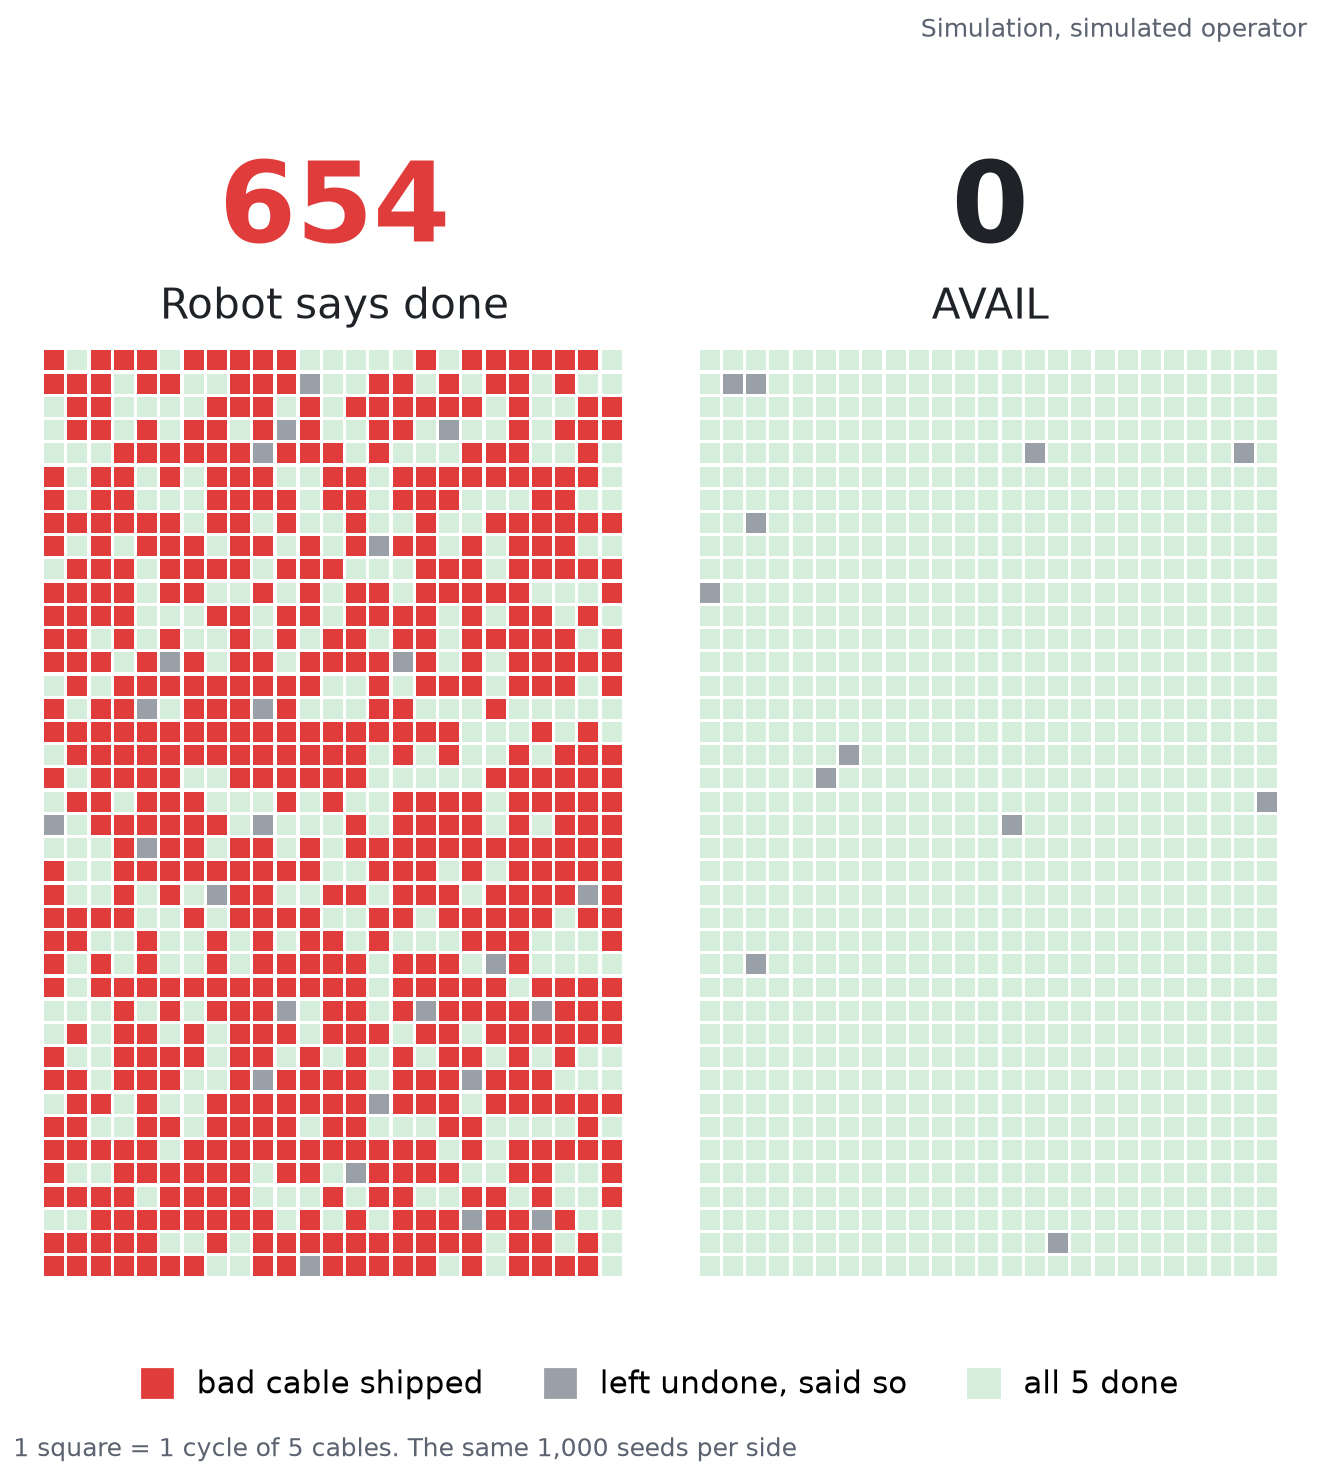 Simulation, simulated operator
654
0
Robot says done
AVAIL
bad cable shipped
left undone, said so
all 5 done
1 square = 1 cycle of 5 cables. The same 1,000 seeds per side